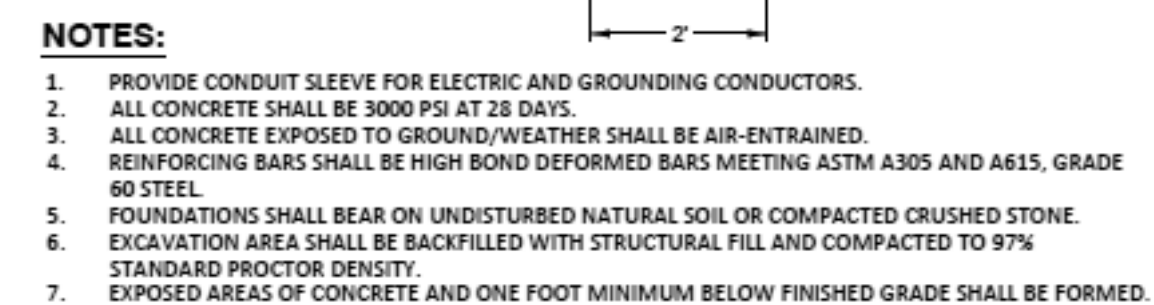 2'
NOTES:
1. PROVIDE CONDUIT SLEEVE FOR ELECTRIC AND GROUNDING CONDUCTORS.
2. ALL CONCRETE SHALL BE 3000 PSI AT 28 DAYS.
3. ALL CONCRETE EXPOSED TO GROUND/WEATHER SHALL BE AIR-ENTRAINED.
4. REINFORCING BARS SHALL BE HIGH BOND DEFORMED BARS MEETING ASTM A305 AND A615, GRADE
60 STEEL.
5. FOUNDATIONS SHALL BEAR ON UNDISTURBED NATURAL SOIL OR COMPACTED CRUSHED STONE.
6. EXCAVATION AREA SHALL BE BACKFILLED WITH STRUCTURAL FILL AND COMPACTED TO 97%
STANDARD PROCTOR DENSITY.
7. EXPOSED AREAS OF CONCRETE AND ONE FOOT MINIMUM BELOW FINISHED GRADE SHALL BE FORMED.